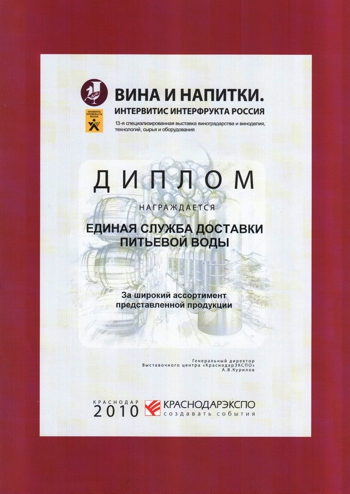 ВИНА И НАПИТКИ.
ИНТЕРВИТИС ИНТЕРФРУКТА РОССИЯ
13-я специализированная выставка виноградарства и виноделия,
технологий, сырья и оборудования
ДИПЛОМ
НАГРАЖДАЕТСЯ
ЕДИНАЯ СЛУЖБА ДОСТАВКИ
ПИТЬЕВОЙ ВОДЫ
За широкий ассортимент
представленной продукции
Генеральный директор
Выставочного центра «КраснодарЭКСПО»
А.В.Курилов
КРАСНОДАР
2010
КРАСНОДАРЭКСПО
создавать события